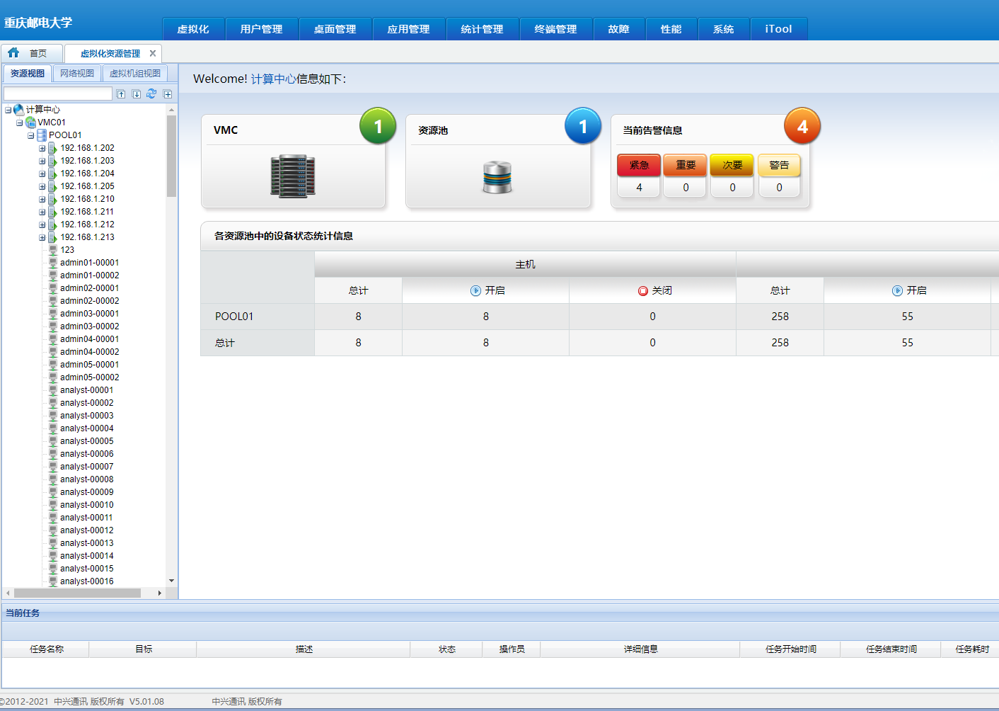 重庆邮电大学
虚拟化 用户管理 桌面管理 应用管理 统计管理 终端管理 故障 性能 系统 iTool
首页 虚拟化资源管理
资源视图 网络视图 虚拟机组视图
Welcome! 计算中心信息如下：
计算中心
VMC01
POOL01
192.168.1.202
192.168.1.203
192.168.1.204
192.168.1.205
192.168.1.210
192.168.1.211
192.168.1.212
192.168.1.213
123
admin01-00001
admin01-00002
admin02-00001
admin02-00002
admin03-00001
admin03-00002
admin04-00001
admin04-00002
admin05-00001
admin05-00002
analyst-00001
analyst-00002
analyst-00003
analyst-00004
analyst-00005
analyst-00006
analyst-00007
analyst-00008
analyst-00009
analyst-00010
analyst-00011
analyst-00012
analyst-00013
analyst-00014
analyst-00015
analyst-00016
VMC 1
资源池 1
当前告警信息 4
紧急 重要 次要 警告
4 0 0 0
各资源池中的设备状态统计信息
主机
总计 开启 关闭 总计 开启
POOL01 8 8 0 258 55
总计 8 8 0 258 55
当前任务
任务名称 目标 描述 状态 操作员 详细信息 任务开始时间 任务结束时间 任务耗时
©2012-2021 中兴通讯 版权所有 V5.01.08 中兴通讯 版权所有